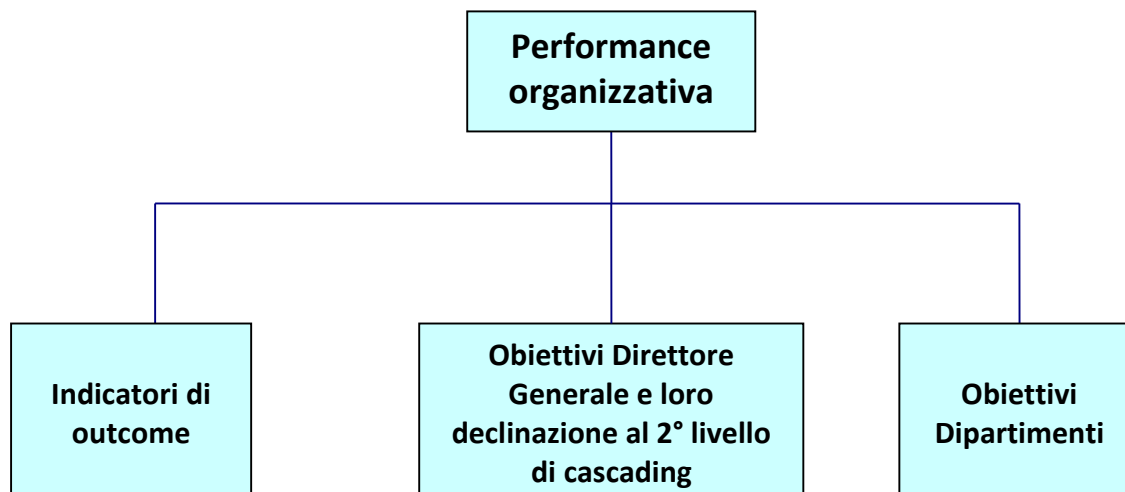 Performance
organizzativa
Indicatori di
outcome
Obiettivi Direttore
Generale e loro
declinazione al 2° livello
di cascading
Obiettivi
Dipartimenti